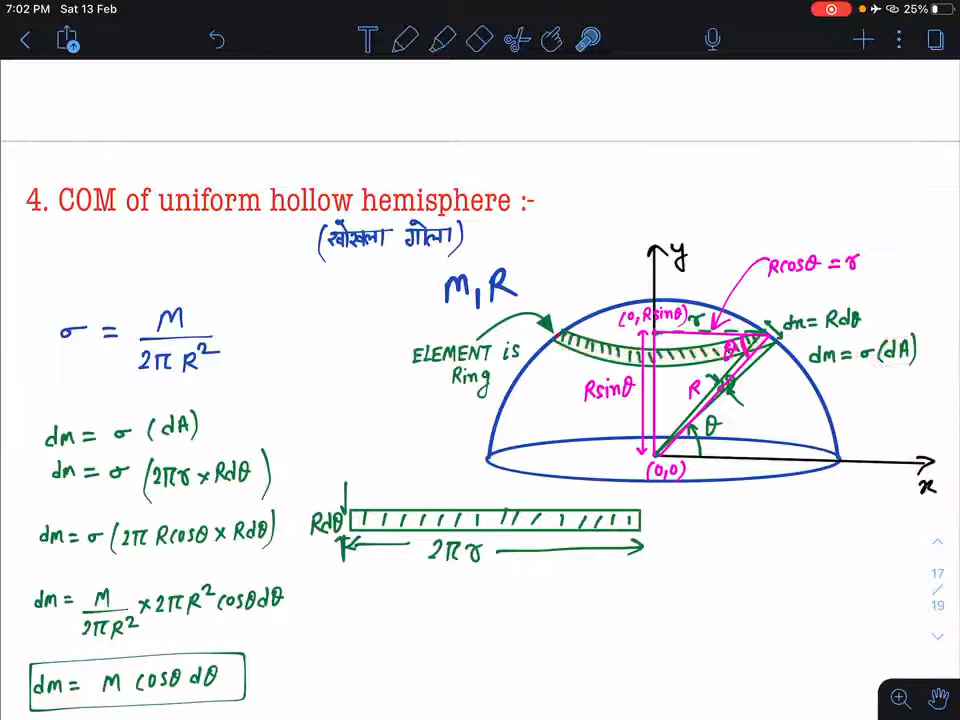 7:02 PM Sat 13 Feb
25%
4. COM of uniform hollow hemisphere :-
(खोखला गोला)
M, R
σ = M / 2πR²
y
Rcosθ = r
(0, Rsinθ)
r
dn = Rdθ
dm = σ(dA)
ELEMENT is
Ring
Rsinθ
R
θ
dθ
θ
(0,0)
x
dm = σ (dA)
dm = σ (2πr × Rdθ)
dm = σ (2π Rcosθ × Rdθ)
dm = M / 2πR² × 2πR² cosθdθ
dm = M cosθ dθ
Rdθ
2πr
17
/
19